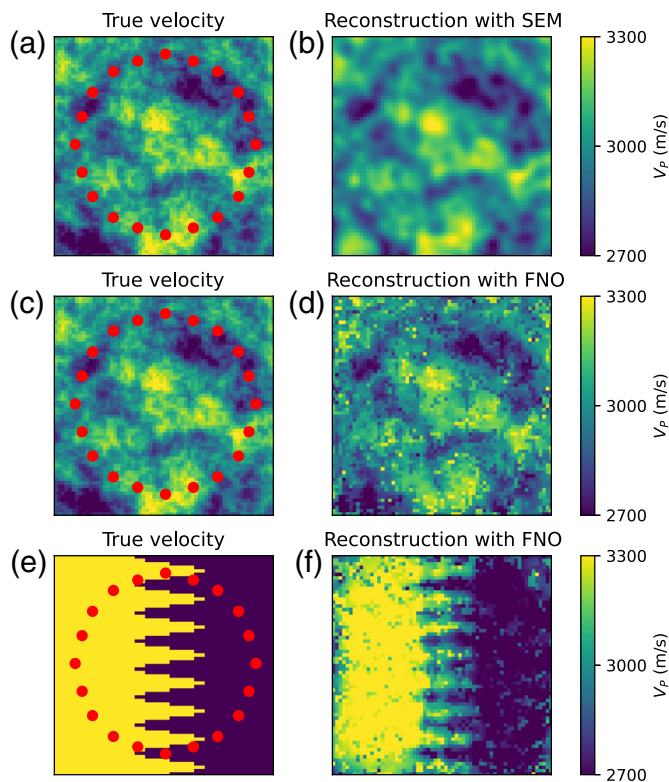 (a) True velocity
(b) Reconstruction with SEM
3300
3000
2700
V_P (m/s)
(c) True velocity
(d) Reconstruction with FNO
3300
3000
2700
V_P (m/s)
(e) True velocity
(f) Reconstruction with FNO
3300
3000
2700
V_P (m/s)